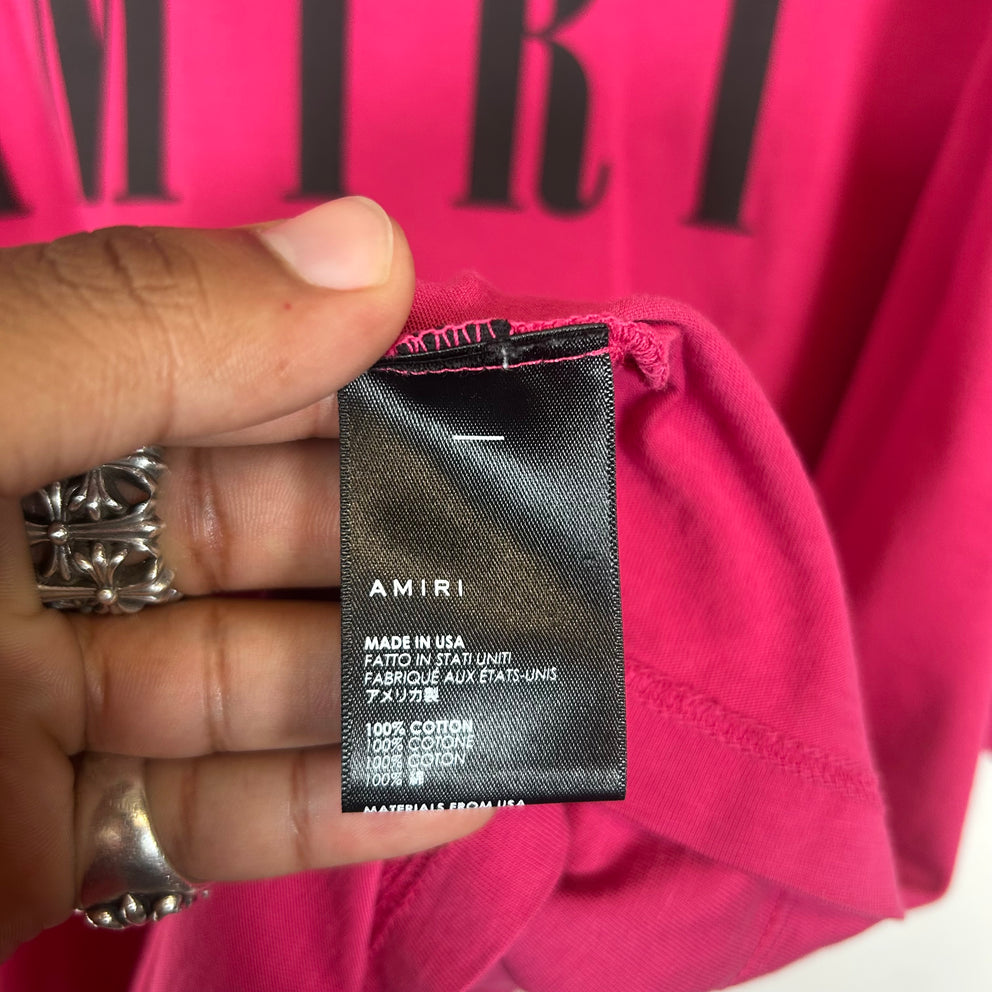 AMIRI
AMIRI
MADE IN USA
FATTO IN STATI UNITI
FABRIQUÉ AUX ÉTATS-UNIS
アメリカ製
100% COTTON
100% COTONE
100% COTON
100% 綿
MATERIALS FROM USA